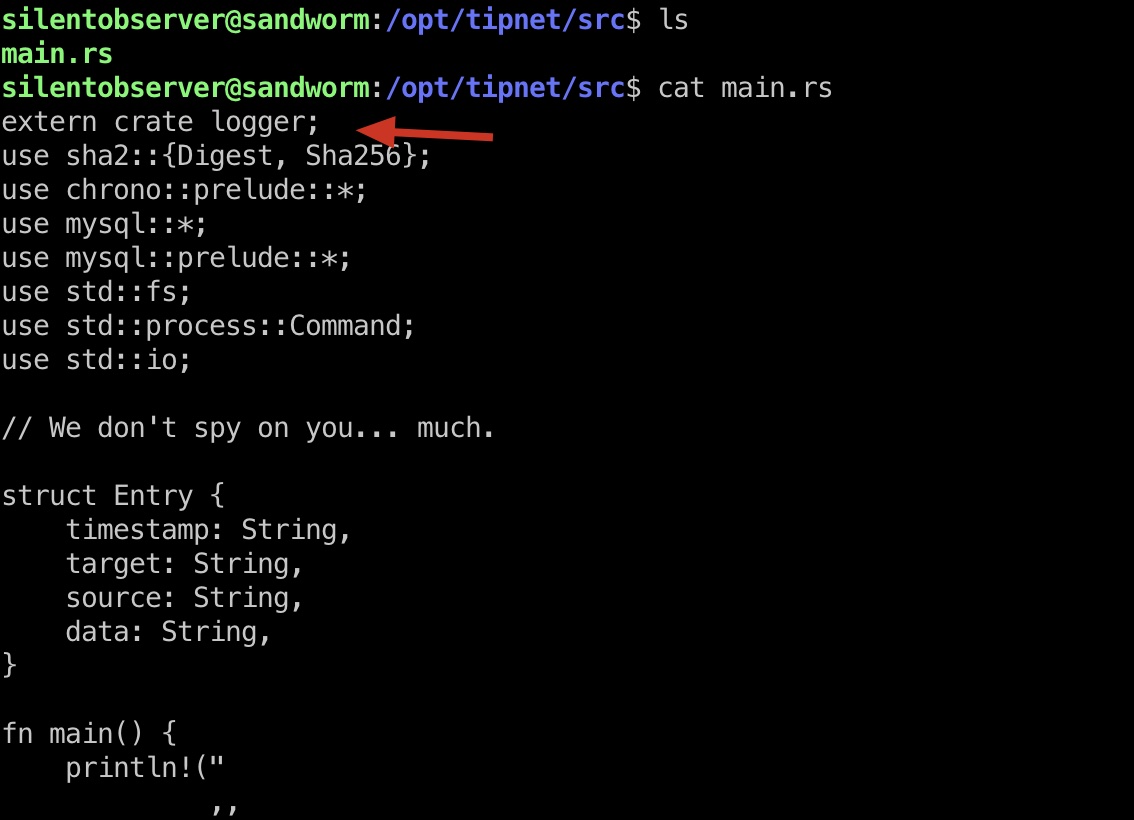 silentobserver@sandworm:/opt/tipnet/src$ ls
main.rs
silentobserver@sandworm:/opt/tipnet/src$ cat main.rs
extern crate logger;
use sha2::{Digest, Sha256};
use chrono::prelude::*;
use mysql::*;
use mysql::prelude::*;
use std::fs;
use std::process::Command;
use std::io;
// We don't spy on you... much.
struct Entry {
    timestamp: String,
    target: String,
    source: String,
    data: String,
}
fn main() {
    println!("
             ,,